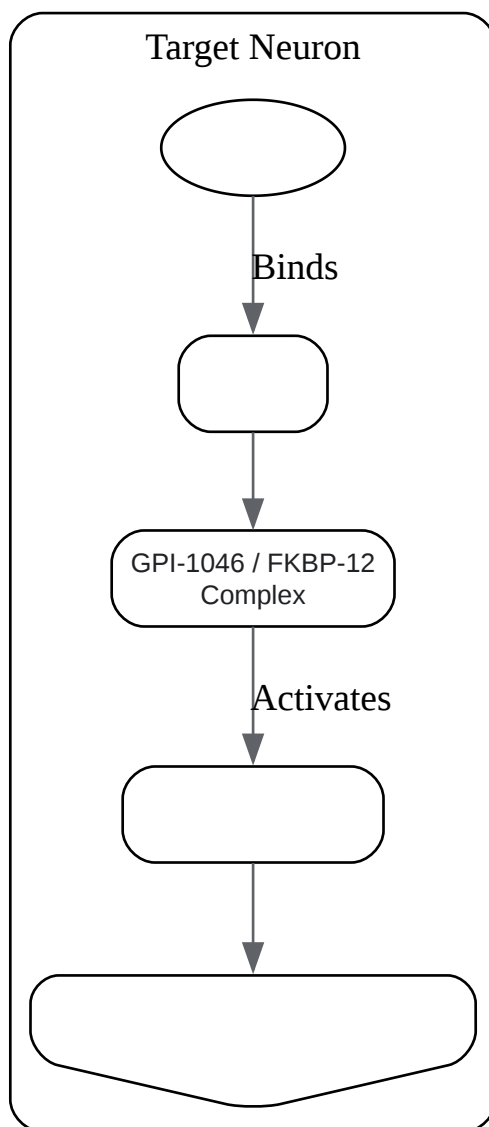 Target Neuron
Binds
GPI-1046 / FKBP-12
Complex
Activates